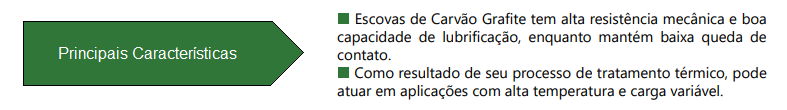 Principais Características
■ Escovas de Carvão Grafite tem alta resistência mecânica e boa
capacidade de lubrificação, enquanto mantém baixa queda de
contato.
■ Como resultado de seu processo de tratamento térmico, pode
atuar em aplicações com alta temperatura e carga variável.